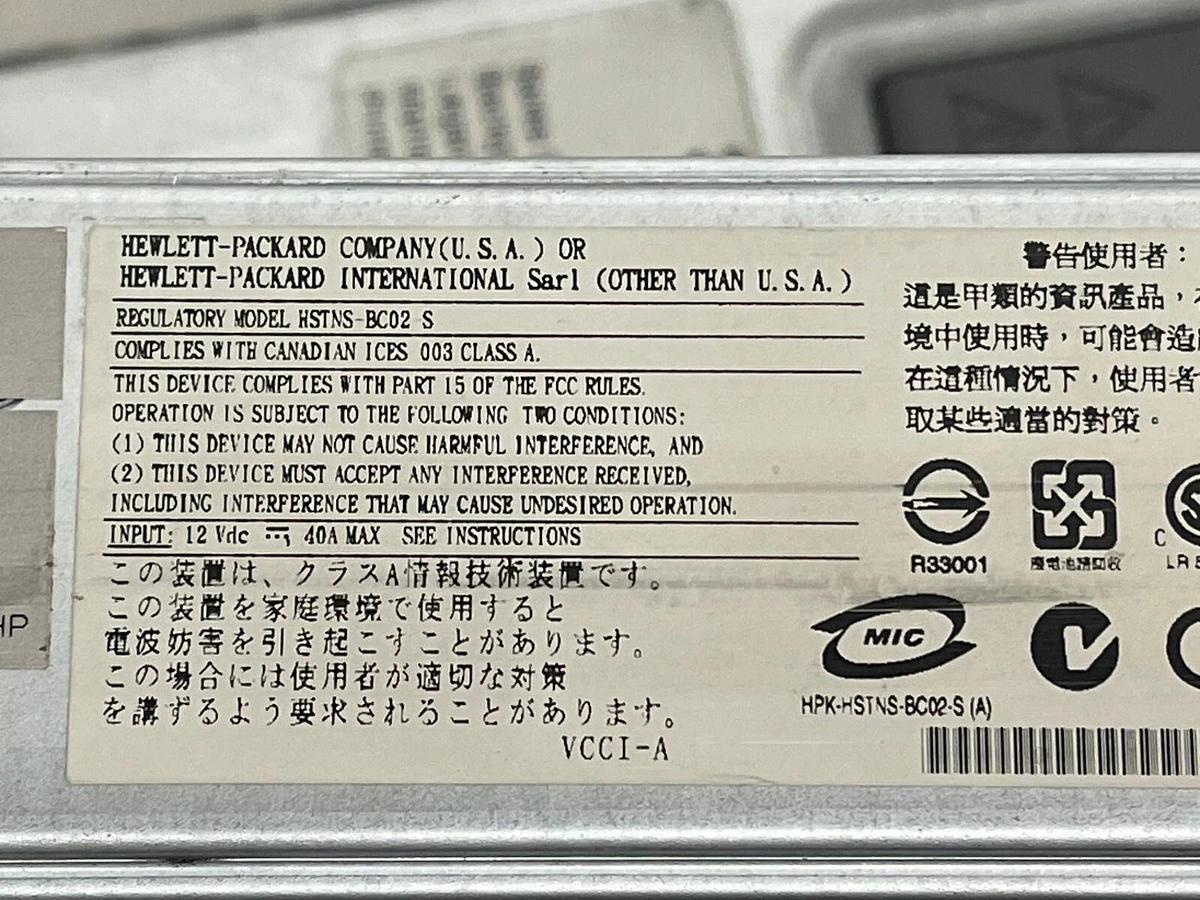 HEWLETT-PACKARD COMPANY(U.S.A.) OR
HEWLETT-PACKARD INTERNATIONAL Sarl (OTHER THAN U.S.A.)
REGULATORY MODEL HSTNS-BC02-S
COMPLIES WITH CANADIAN ICES 003 CLASS A.
THIS DEVICE COMPLIES WITH PART 15 OF THE FCC RULES.
OPERATION IS SUBJECT TO THE FOLLOWING TWO CONDITIONS:
(1) THIS DEVICE MAY NOT CAUSE HARMFUL INTERFERENCE, AND
(2) THIS DEVICE MUST ACCEPT ANY INTERFERENCE RECEIVED,
INCLUDING INTERFERENCE THAT MAY CAUSE UNDESIRED OPERATION.
INPUT: 12 Vdc ⎓, 40A MAX SEE INSTRUCTIONS
この装置は、クラスA情報技術装置です。
この装置を家庭環境で使用すると
電波妨害を引き起こすことがあります。
この場合には使用者が適切な対策
を講ずるよう要求されることがあります。
VCCI-A
警告使用者：
這是甲類的資訊產品，
境中使用時，可能會造
在這種情況下，使用者
取某些適當的對策。
R33001
廢電池請回收
C
LR
MIC
HPK-HSTNS-BC02-S (A)
HP